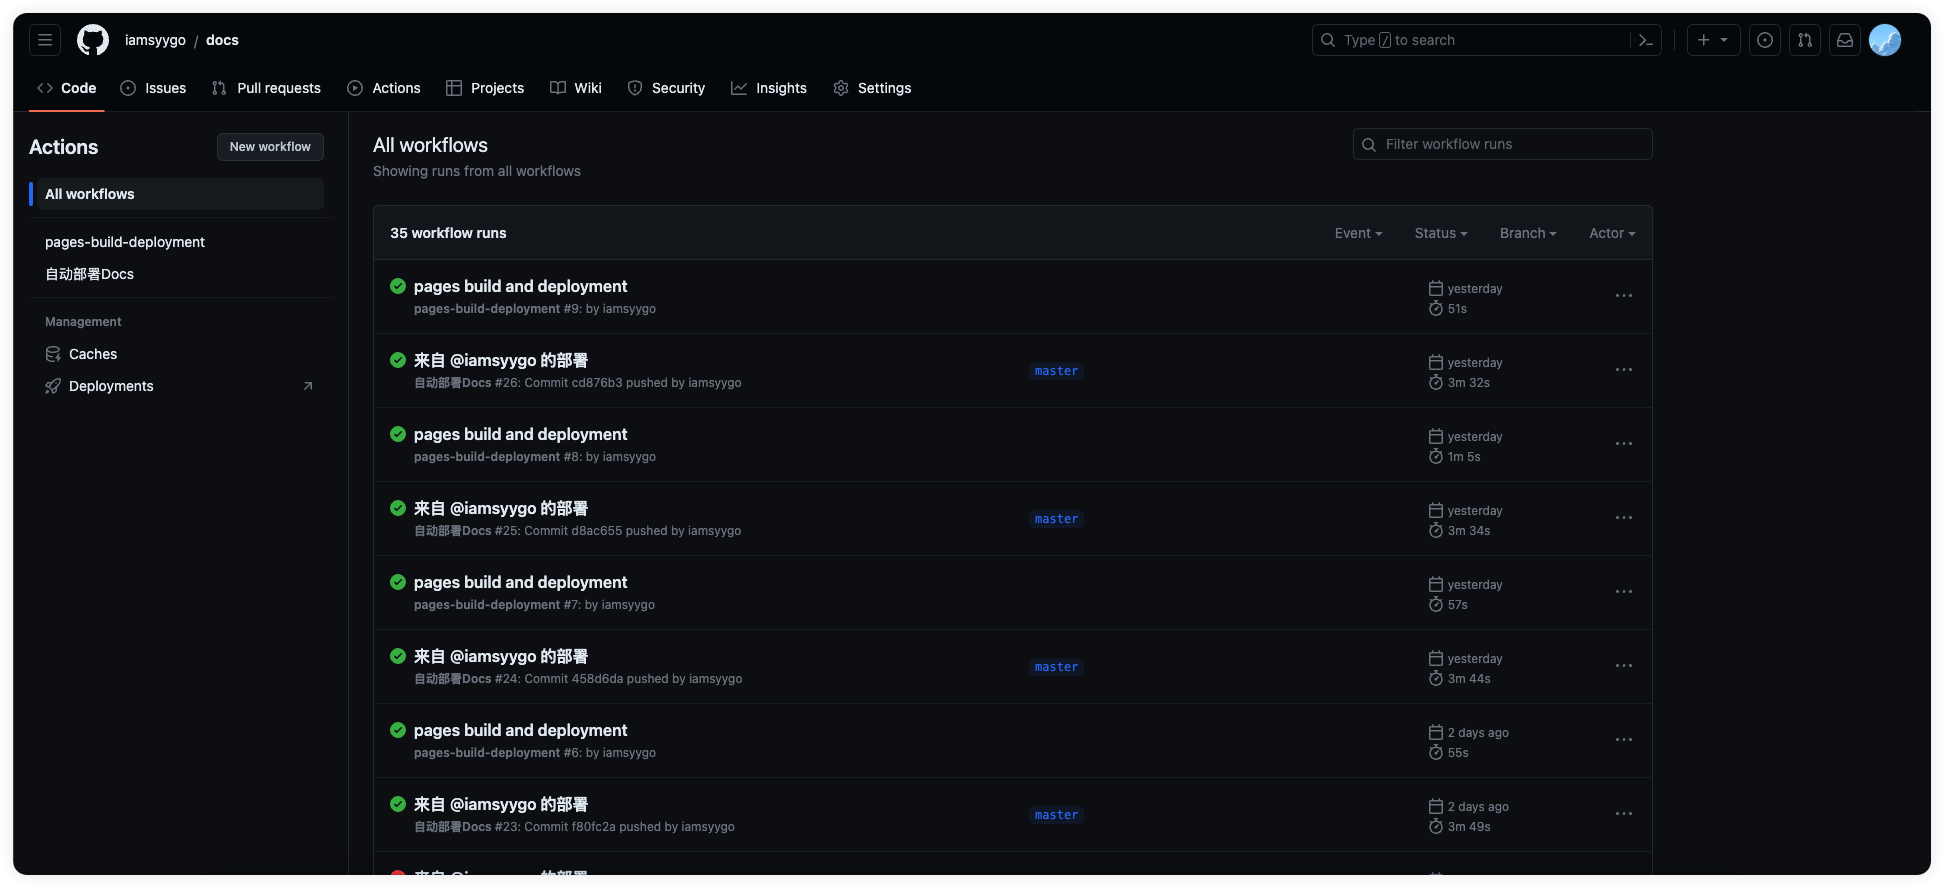 iamsyygo / docs
Type / to search
Code
Issues
Pull requests
Actions
Projects
Wiki
Security
Insights
Settings
Actions
New workflow
All workflows
pages-build-deployment
自动部署Docs
Management
Caches
Deployments
All workflows
Showing runs from all workflows
Filter workflow runs
35 workflow runs
Event
Status
Branch
Actor
pages build and deployment
pages-build-deployment #9: by iamsyygo
yesterday
51s
来自 @iamsyygo 的部署
自动部署Docs #26: Commit cd876b3 pushed by iamsyygo
master
yesterday
3m 32s
pages build and deployment
pages-build-deployment #8: by iamsyygo
yesterday
1m 5s
来自 @iamsyygo 的部署
自动部署Docs #25: Commit d8ac655 pushed by iamsyygo
master
yesterday
3m 34s
pages build and deployment
pages-build-deployment #7: by iamsyygo
yesterday
57s
来自 @iamsyygo 的部署
自动部署Docs #24: Commit 458d6da pushed by iamsyygo
master
yesterday
3m 44s
pages build and deployment
pages-build-deployment #6: by iamsyygo
2 days ago
55s
来自 @iamsyygo 的部署
自动部署Docs #23: Commit f80fc2a pushed by iamsyygo
master
2 days ago
3m 49s